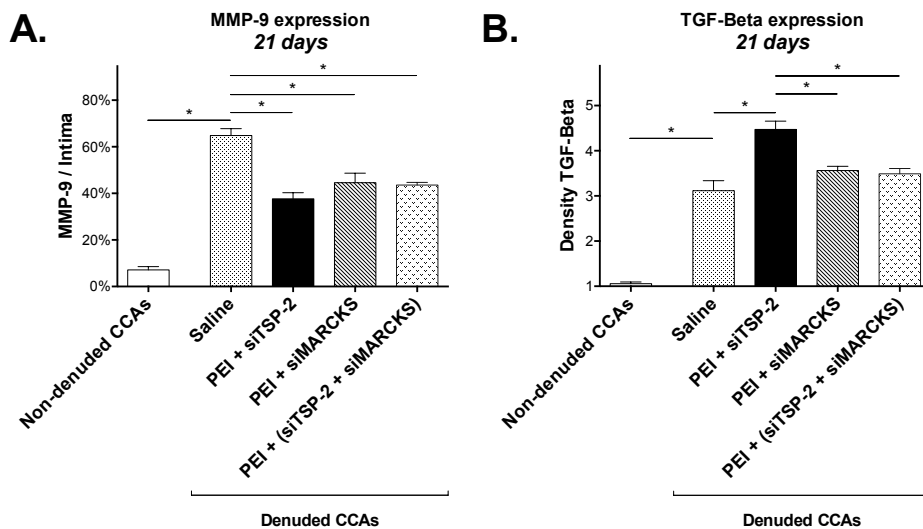 A.
MMP-9 expression
21 days
MMP-9 / Intima
80%
60%
40%
20%
0%
*
*
*
*
Non-denuded CCAs
Saline
PEI + siTSP-2
PEI + siMARCKS
PEI + (siTSP-2 + siMARCKS)
Denuded CCAs
B.
TGF-Beta expression
21 days
Density TGF-Beta
5
4
3
2
1
*
*
*
*
Non-denuded CCAs
Saline
PEI + siTSP-2
PEI + siMARCKS
PEI + (siTSP-2 + siMARCKS)
Denuded CCAs